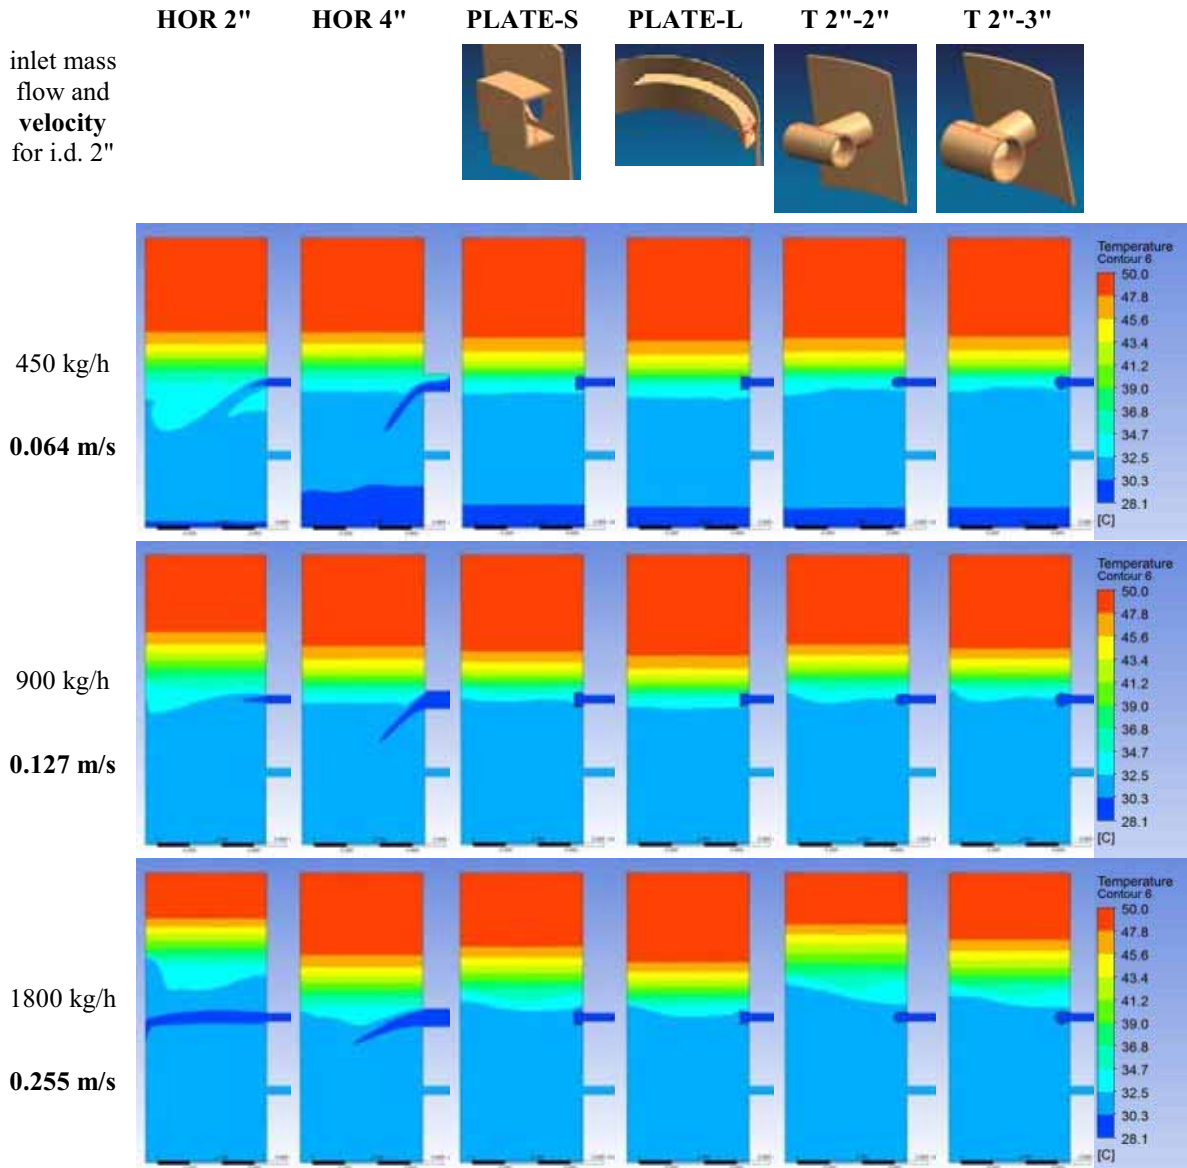 HOR 2" HOR 4" PLATE-S PLATE-L T 2"-2" T 2"-3"
inlet mass
flow and
velocity
for i.d. 2"
450 kg/h
0.064 m/s
Temperature
Contour 6
50.0
47.8
45.6
43.4
41.2
39.0
36.8
34.7
32.5
30.3
28.1
[C]
900 kg/h
0.127 m/s
Temperature
Contour 6
50.0
47.8
45.6
43.4
41.2
39.0
36.8
34.7
32.5
30.3
28.1
[C]
1800 kg/h
0.255 m/s
Temperature
Contour 6
50.0
47.8
45.6
43.4
41.2
39.0
36.8
34.7
32.5
30.3
28.1
[C]